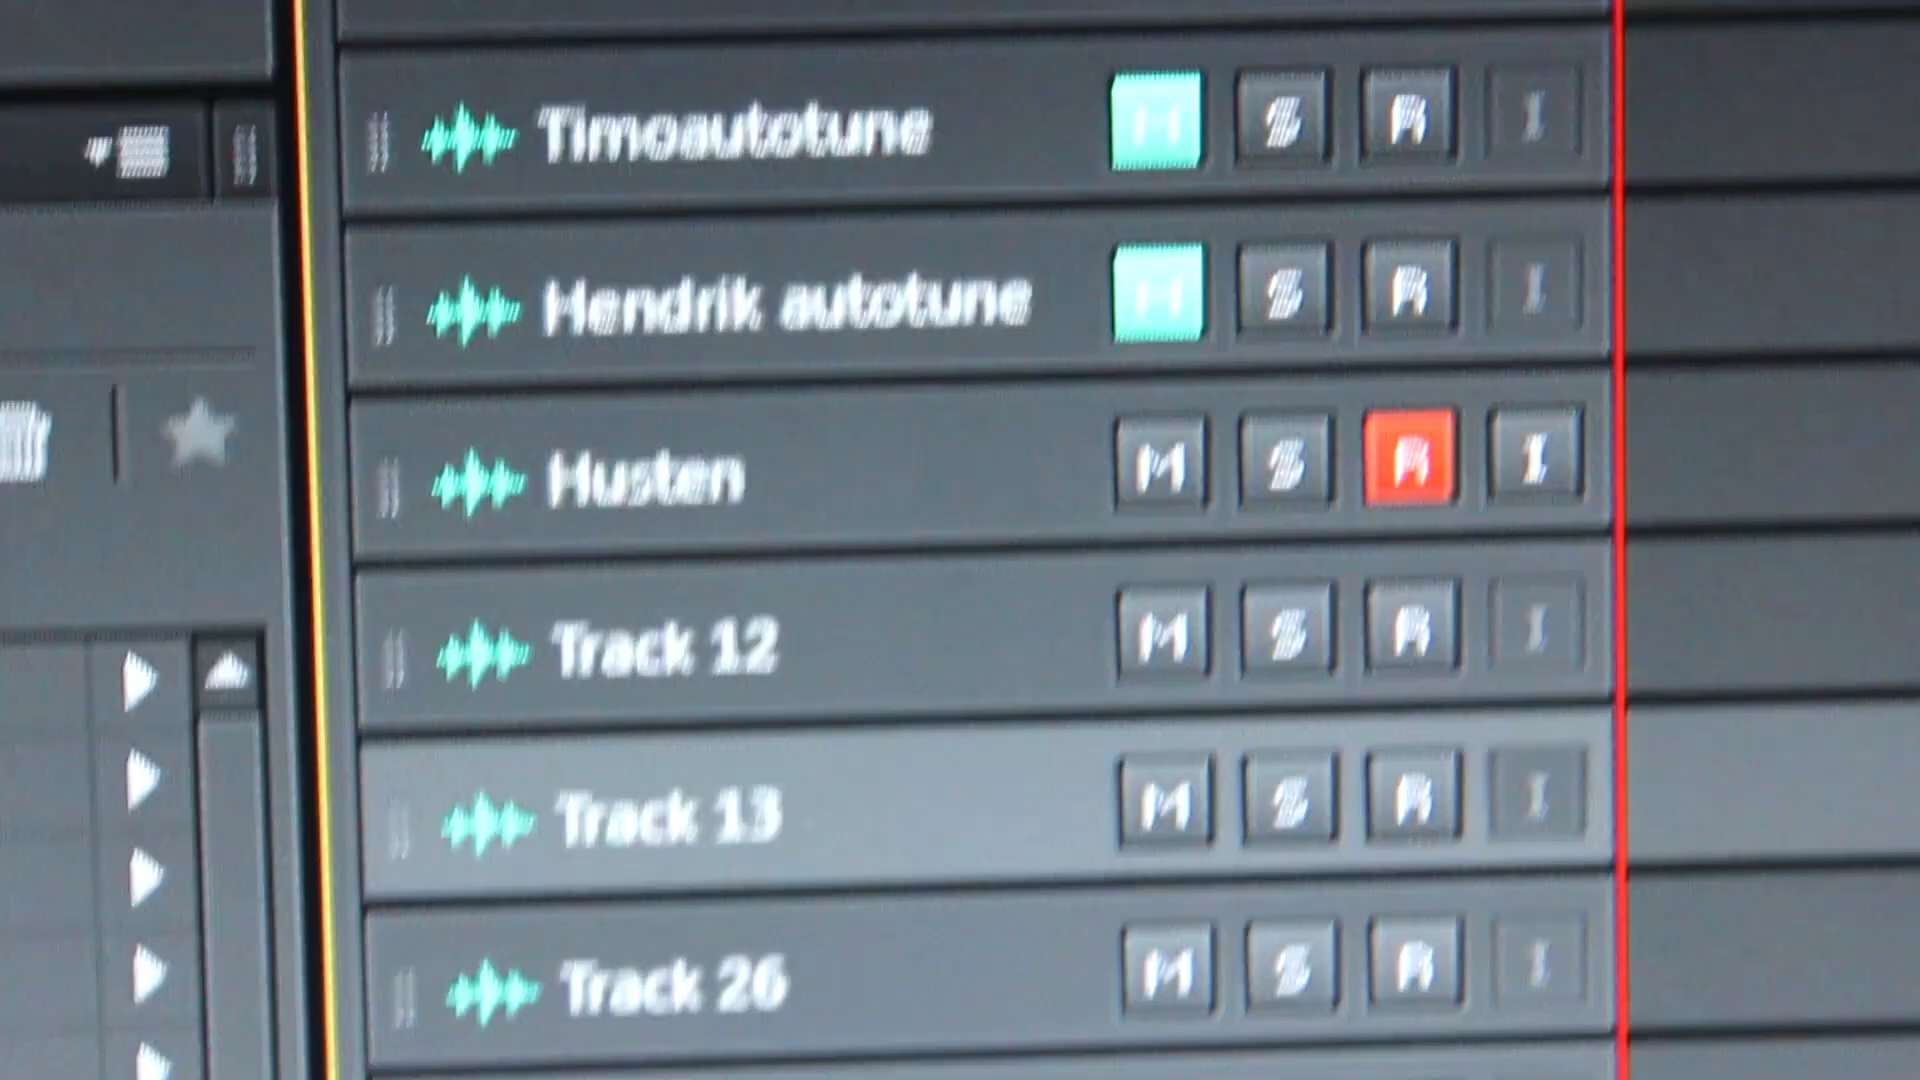 Timoautotune M S R I
Hendrik autotune M S R I
Husten M S R I
Track 12 M S R I
Track 13 M S R I
Track 26 M S R I